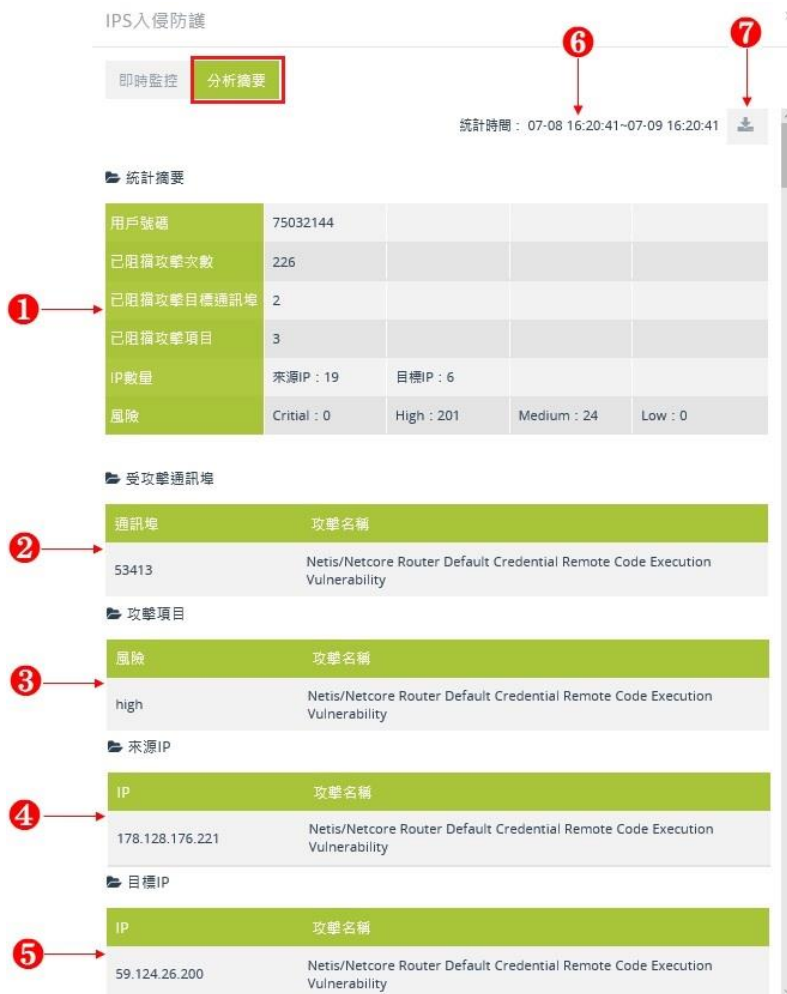 IPS入侵防護
6
7
即時監控 分析摘要
統計時間： 07-08 16:20:41~07-09 16:20:41
統計摘要
用戶號碼 75032144
已阻擋攻擊次數 226
1
已阻擋攻擊目標通訊埠 2
已阻擋攻擊項目 3
IP數量 來源IP：19 目標IP：6
風險 Critial：0 High：201 Medium：24 Low：0
受攻擊通訊埠
通訊埠 攻擊名稱
2
53413 Netis/Netcore Router Default Credential Remote Code Execution
Vulnerability
攻擊項目
風險 攻擊名稱
3
high Netis/Netcore Router Default Credential Remote Code Execution
Vulnerability
來源IP
IP 攻擊名稱
4
178.128.176.221 Netis/Netcore Router Default Credential Remote Code Execution
Vulnerability
目標IP
IP 攻擊名稱
5
59.124.26.200 Netis/Netcore Router Default Credential Remote Code Execution
Vulnerability